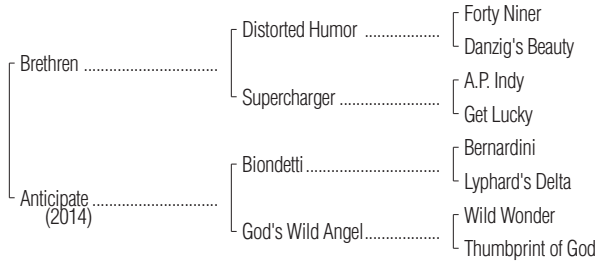 Forty Niner
Distorted Humor ..................
Danzig's Beauty
Brethren ................................
A.P. Indy
Supercharger ........................
Get Lucky
Bernardini
Biondetti................................
Lyphard's Delta
Anticipate ..............................
(2014)
Wild Wonder
God's Wild Angel..................
Thumbprint of God